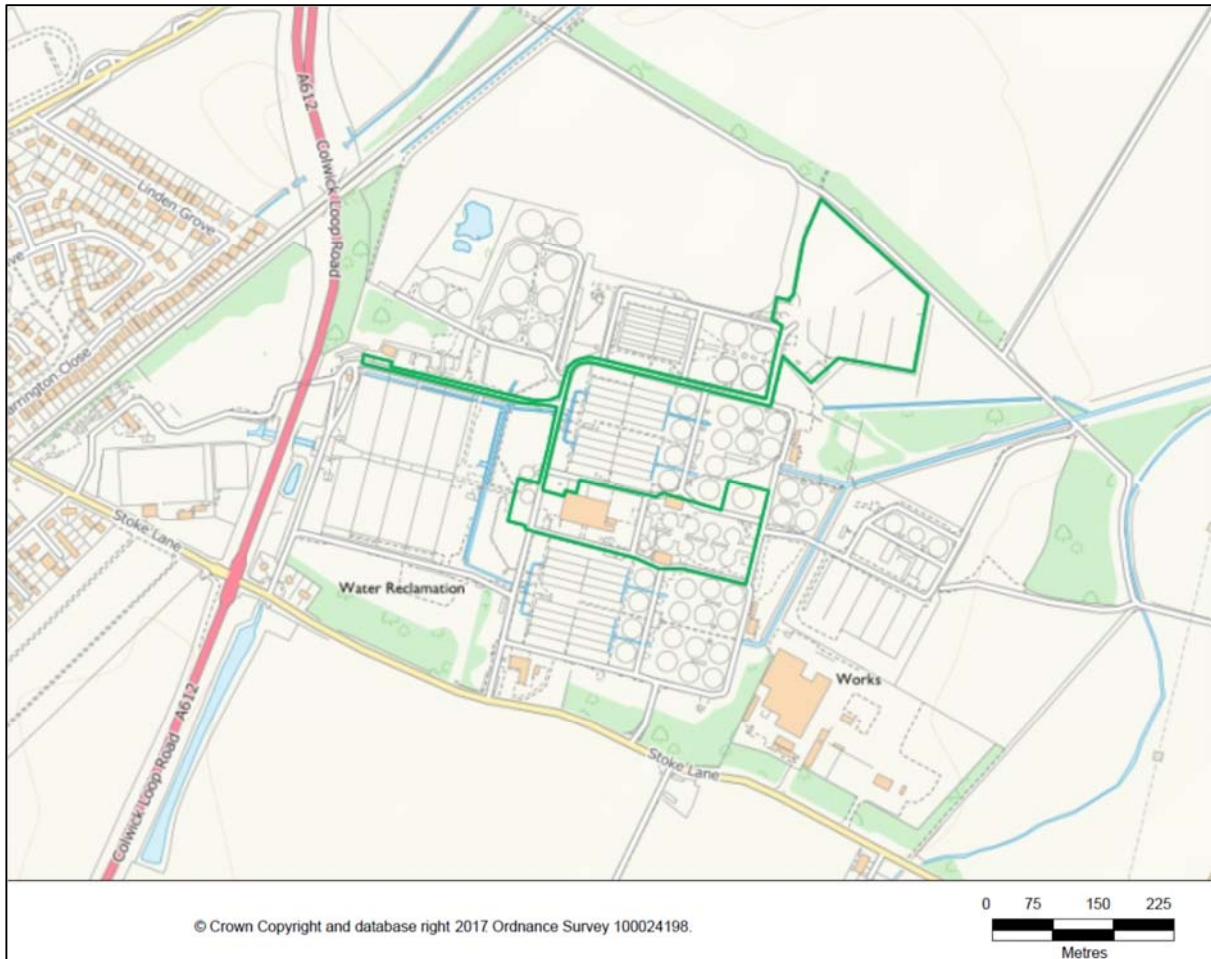 A612
Colwick Loop Road
Linden Grove
arrington Close
Stoke Lane
Water Reclamation
Works
A612
Colwick Loop Road
Stoke Lane
© Crown Copyright and database right 2017. Ordnance Survey 100024198.
0 75 150 225
Metres